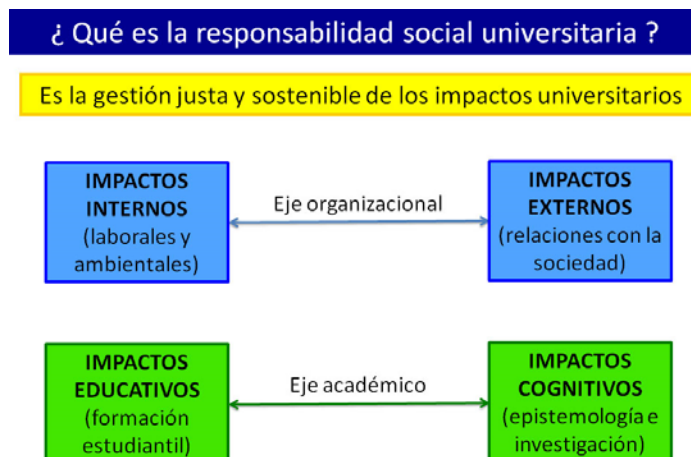 ¿ Qué es la responsabilidad social universitaria ?
Es la gestión justa y sostenible de los impactos universitarios
IMPACTOS
INTERNOS
(laborales y
ambientales)
Eje organizacional
IMPACTOS
EXTERNOS
(relaciones con la
sociedad)
IMPACTOS
EDUCATIVOS
(formación
estudiantil)
Eje académico
IMPACTOS
COGNITIVOS
(epistemología e
investigación)